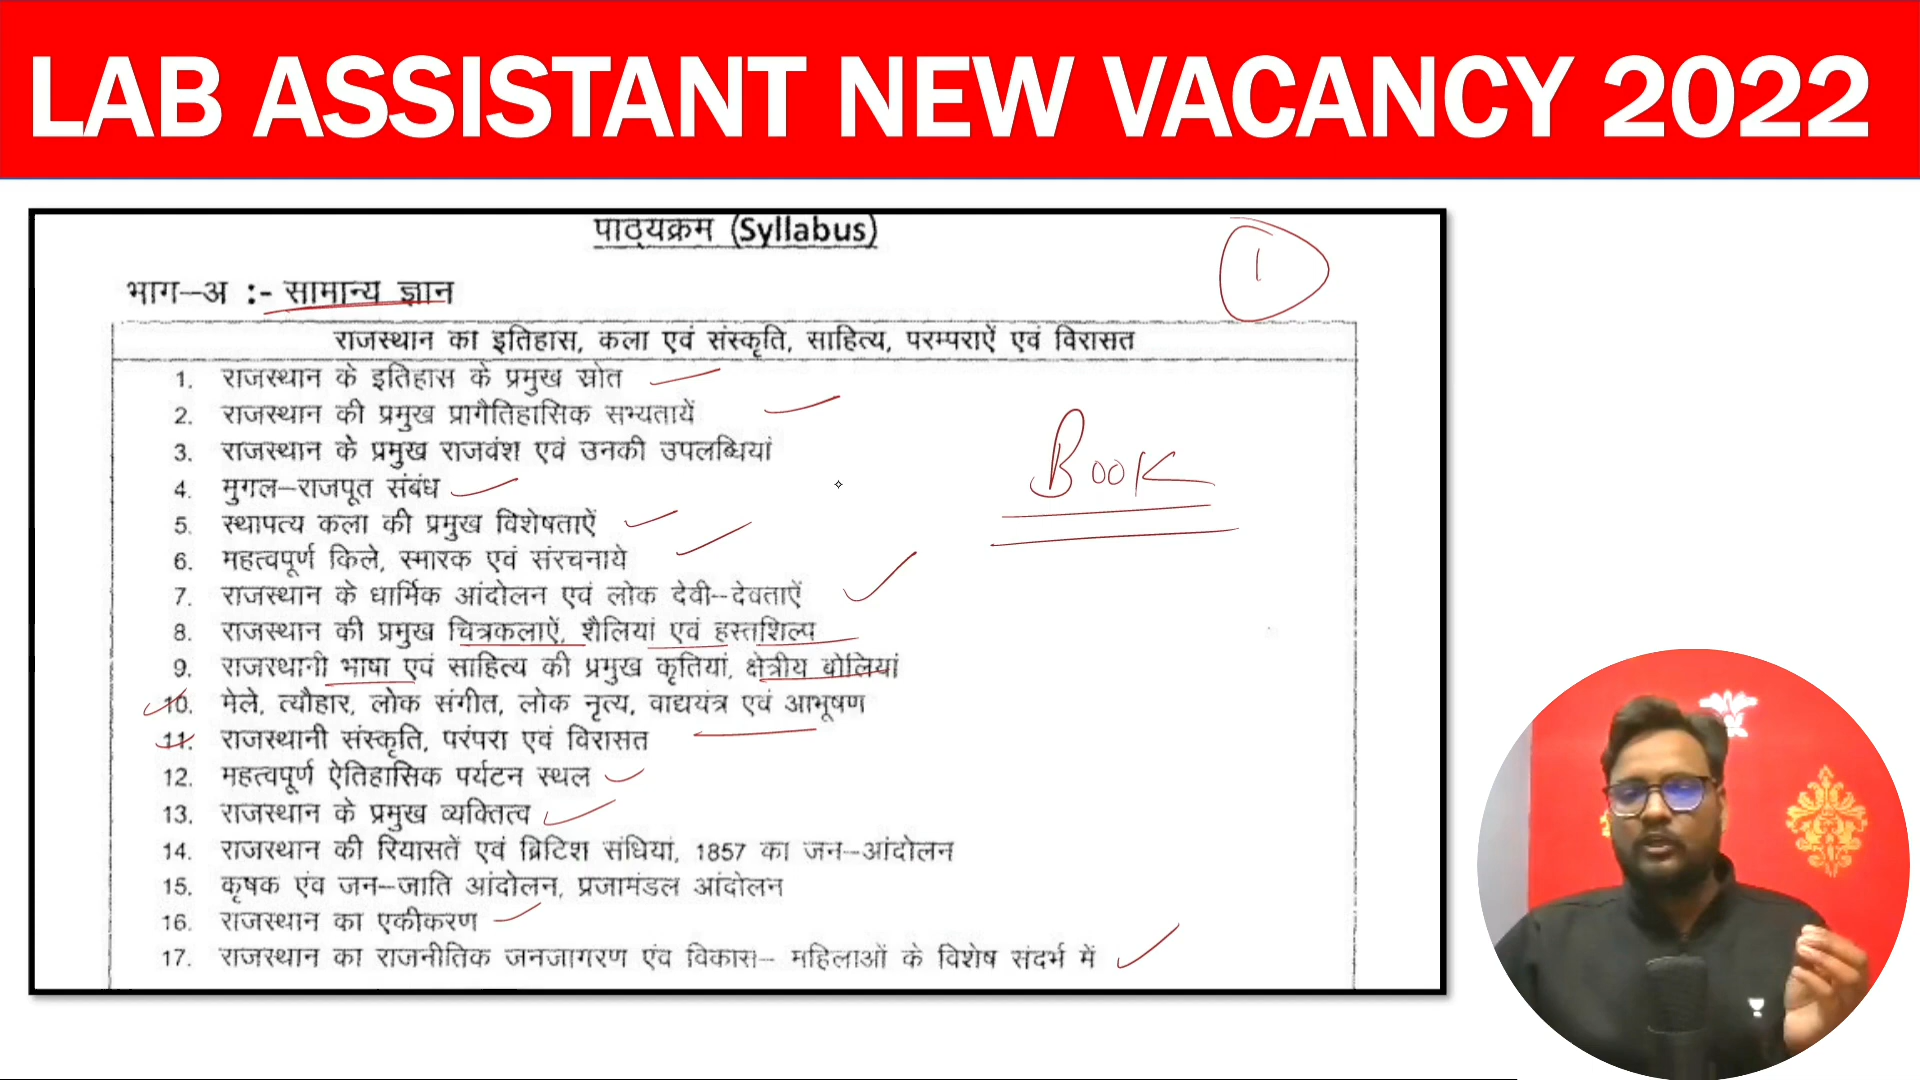 LAB ASSISTANT NEW VACANCY 2022
पाठ्यक्रम (Syllabus)
1
भाग–अ :- सामान्य ज्ञान
राजस्थान का इतिहास, कला एवं संस्कृति, साहित्य, परम्पराऐं एवं विरासत
1. राजस्थान के इतिहास के प्रमुख स्रोत
2. राजस्थान की प्रमुख प्रागैतिहासिक सभ्यतायें
3. राजस्थान के प्रमुख राजवंश एवं उनकी उपलब्धियां
Book
4. मुगल–राजपूत संबंध
5. स्थापत्य कला की प्रमुख विशेषताऐं
6. महत्वपूर्ण किले, स्मारक एवं संरचनाये
7. राजस्थान के धार्मिक आंदोलन एवं लोक देवी–देवताऐं
8. राजस्थान की प्रमुख चित्रकलाऐं, शैलियां एवं हस्तशिल्प
9. राजस्थानी भाषा एवं साहित्य की प्रमुख कृतियां, क्षेत्रीय बोलियां
10. मेले, त्यौहार, लोक संगीत, लोक नृत्य, वाद्ययंत्र एवं आभूषण
11. राजस्थानी संस्कृति, परंपरा एवं विरासत
12. महत्वपूर्ण ऐतिहासिक पर्यटन स्थल
13. राजस्थान के प्रमुख व्यक्तित्व
14. राजस्थान की रियासतें एवं ब्रिटिश संधियां, 1857 का जन–आंदोलन
15. कृषक एंव जन–जाति आंदोलन, प्रजामंडल आंदोलन
16. राजस्थान का एकीकरण
17. राजस्थान का राजनीतिक जनजागरण एंव विकास– महिलाओं के विशेष संदर्भ में